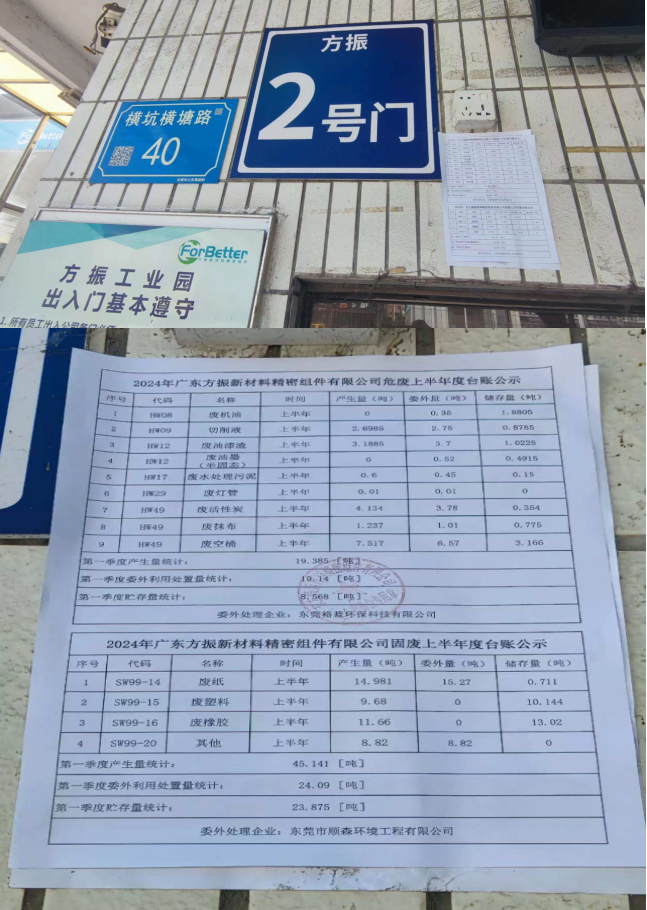 方振
2号门
横坑横塘路
40
ForBetter
方振工业园
出入门基本遵守
1.所有员工出入公司
2024年广东方振新材料精密组件有限公司危废上半年度台账公示
序号 代码 名称 时间 产生量（吨） 委外量（吨） 储存量（吨）
1 HW08 废机油 上半年 0 0.35 1.8805
2 HW09 切削液 上半年 2.6985 2.75 0.8785
3 HW12 废油漆渣 上半年 3.1885 3.7 1.0225
4 HW12 废油墨（半固态） 上半年 0 0.52 0.4915
5 HW17 废水处理污泥 上半年 0.6 0.45 0.15
6 HW29 废灯管 上半年 0.01 0.01 0
7 HW49 废活性炭 上半年 4.134 3.78 0.354
8 HW49 废抹布 上半年 1.237 1.01 0.775
9 HW49 废空桶 上半年 7.517 6.57 3.166
第一季度产生量统计： 19.385 [吨]
第一季度委外利用处置量统计： 19.14 [吨]
第一季度贮存量统计： 8.568 [吨]
委外处理企业：东莞裕葳环保科技有限公司
2024年广东方振新材料精密组件有限公司固废上半年度台账公示
序号 代码 名称 时间 产生量（吨） 委外量（吨） 储存量（吨）
1 SW99-14 废纸 上半年 14.981 15.27 0.711
2 SW99-15 废塑料 上半年 9.68 0 10.144
3 SW99-16 废橡胶 上半年 11.66 0 13.02
4 SW99-20 其他 上半年 8.82 8.82 0
第一季度产生量统计： 45.141 [吨]
第一季度委外利用处置量统计： 24.09 [吨]
第一季度贮存量统计： 23.875 [吨]
委外处理企业：东莞市顺森环境工程有限公司